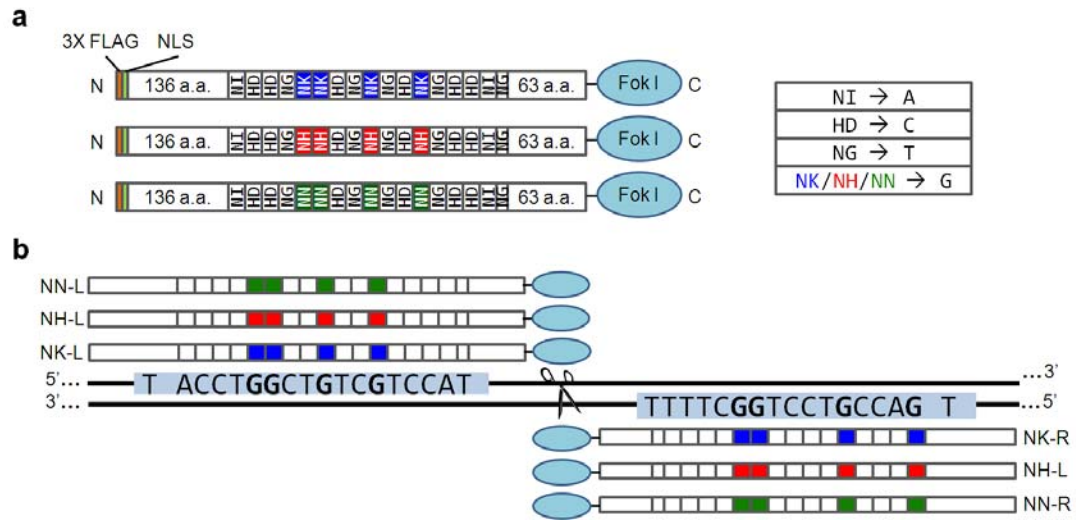 a
3X FLAG NLS
N 136 a.a. NI HD HD NG NK NK HD NG NK NG HD NK NG HD HD NI NG 63 a.a. Fok I C
N 136 a.a. NI HD HD NG NH NH HD NG NH NG HD NH NG HD HD NI NG 63 a.a. Fok I C
N 136 a.a. NI HD HD NG NN NN HD NG NN NG HD NN NG HD HD NI NG 63 a.a. Fok I C
NI → A
HD → C
NG → T
NK/NH/NN → G
b
NN-L
NH-L
NK-L
5'... T ACCTGGCTGTCGTCCAT ...3'
3'... TTTTCGGTCCTGCCAG T ...5'
NK-R
NH-L
NN-R